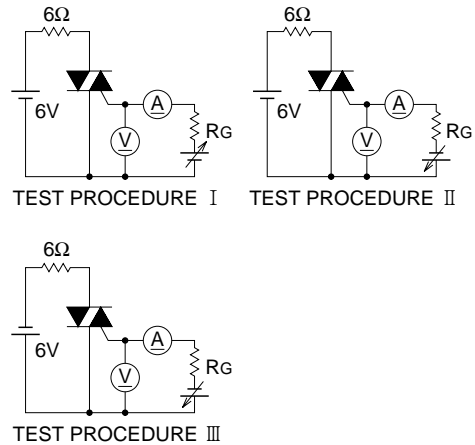 6Ω
6V
A
V
RG
TEST PROCEDURE Ⅰ
6Ω
6V
A
V
RG
TEST PROCEDURE Ⅱ
6Ω
6V
A
V
RG
TEST PROCEDURE Ⅲ